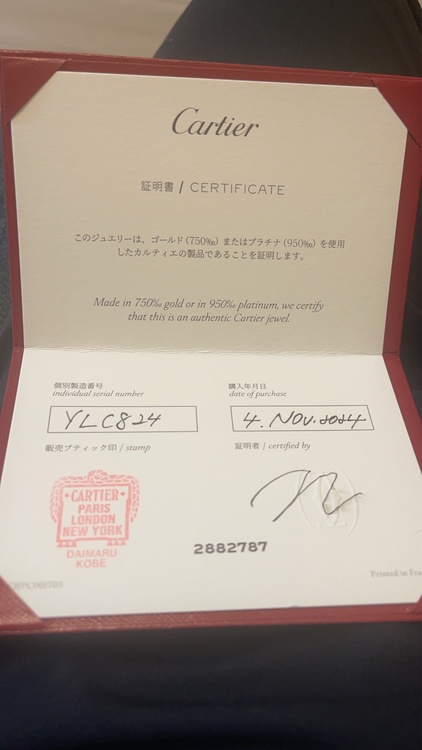 Cartier
証明書 / CERTIFICATE
このジュエリーは、ゴールド（750‰）またはプラチナ（950‰）を使用
したカルティエの製品であることを証明します。
Made in 750‰ gold or in 950‰ platinum, we certify
that this is an authentic Cartier jewel.
個別製造番号
individual serial number
YLC824
購入年月日
date of purchase
4. NOV. 2024
販売ブティック印 / stamp
証明者 / certified by
CARTIER
PARIS
LONDON
NEW YORK
DAIMARU
KOBE
2882787
Printed in